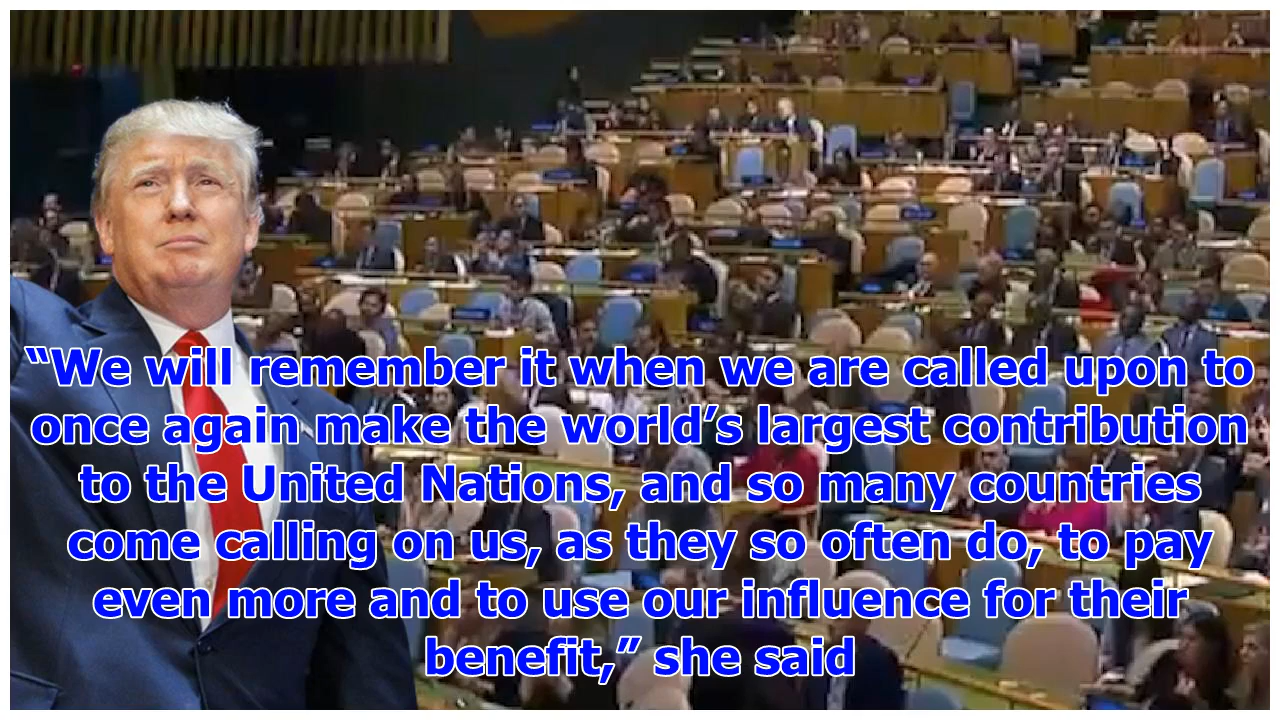 “We will remember it when we are called upon to
once again make the world’s largest contribution
to the United Nations, and so many countries
come calling on us, as they so often do, to pay
even more and to use our influence for their
benefit,” she said